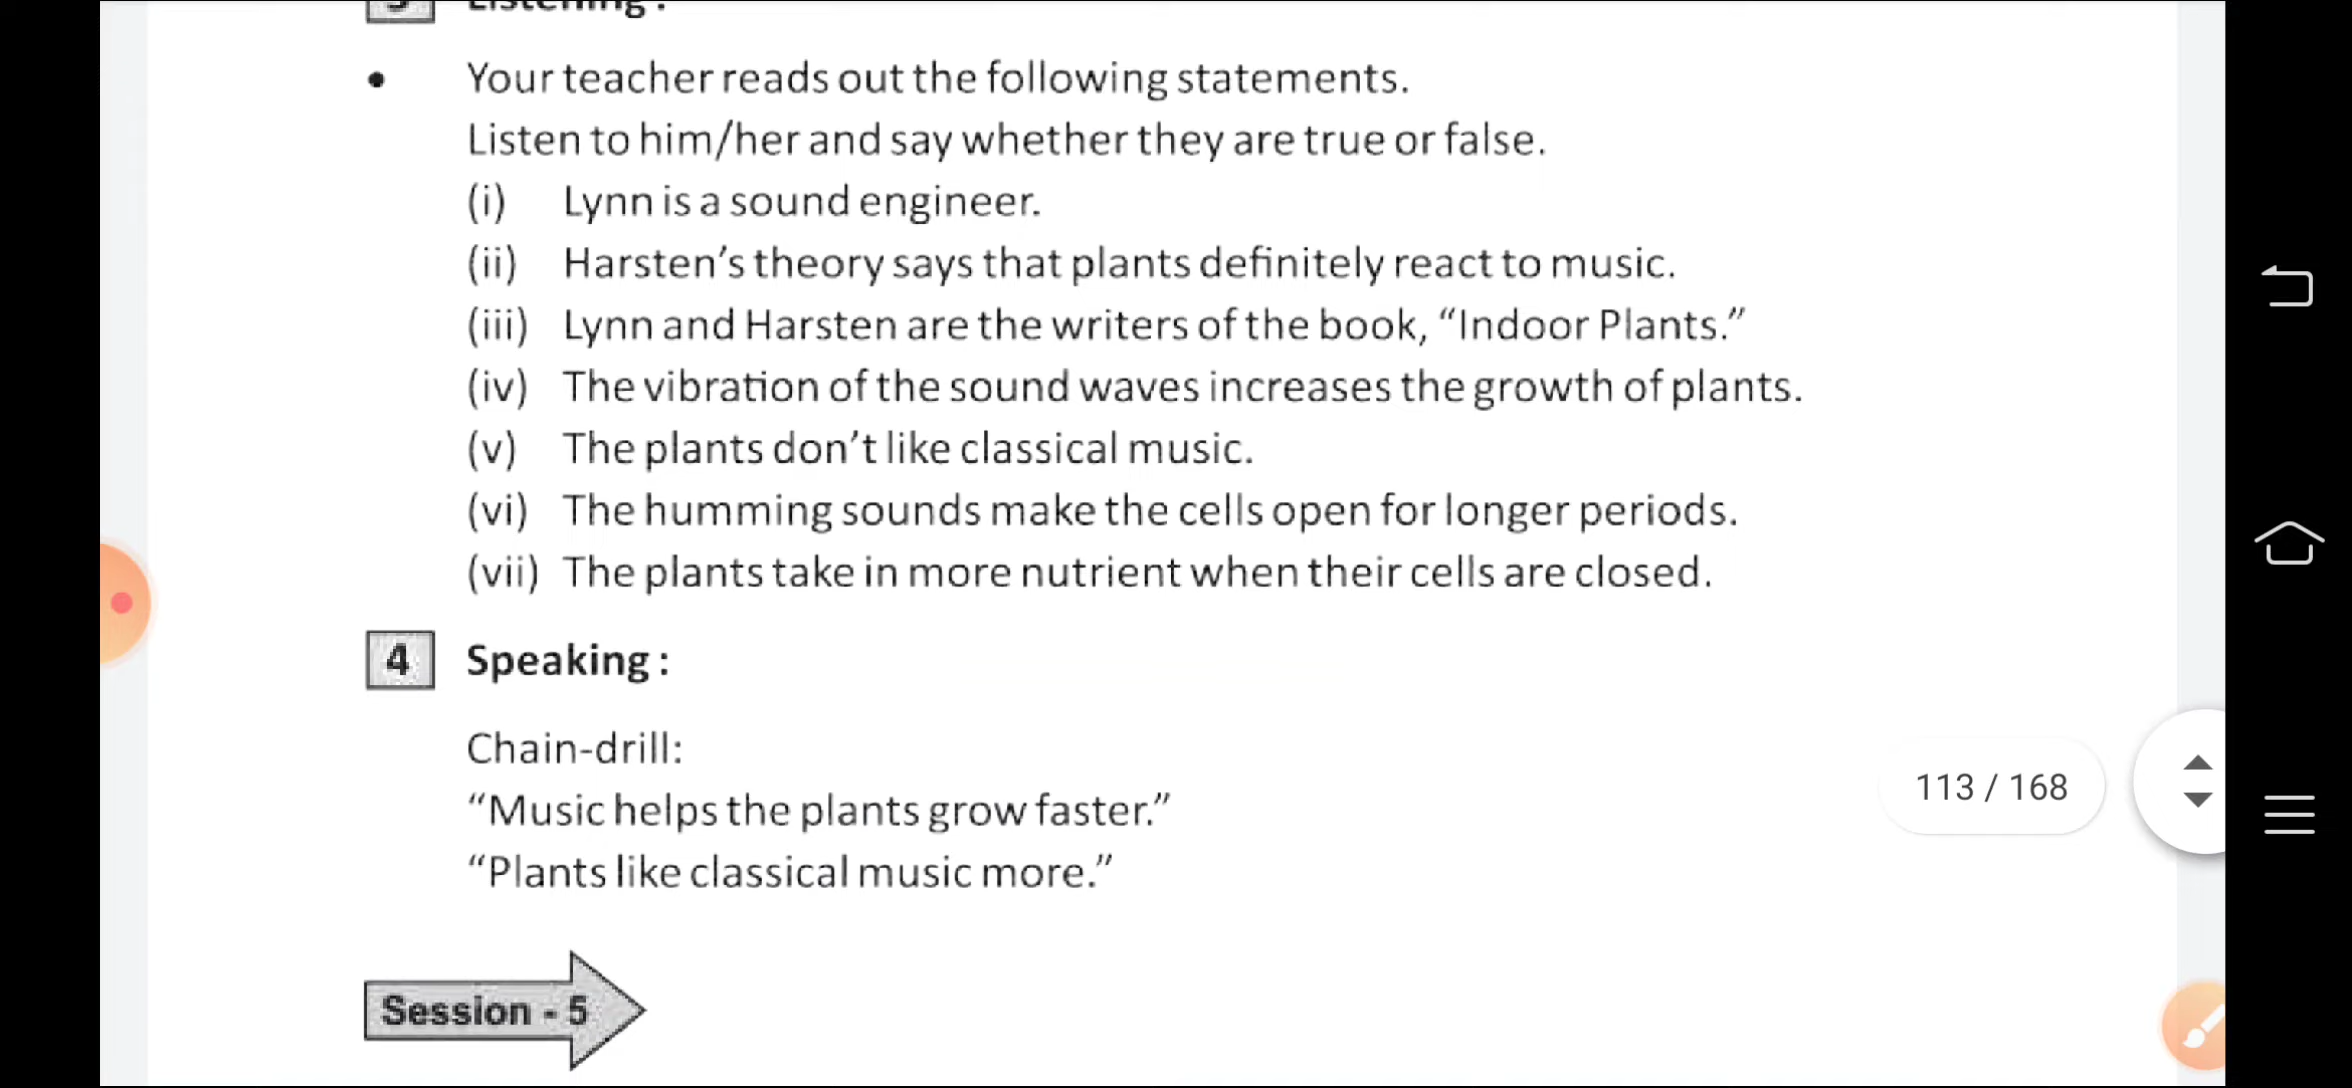 3 Listening :
• Your teacher reads out the following statements.
Listen to him/her and say whether they are true or false.
(i) Lynn is a sound engineer.
(ii) Harsten’s theory says that plants definitely react to music.
(iii) Lynn and Harsten are the writers of the book, “Indoor Plants.”
(iv) The vibration of the sound waves increases the growth of plants.
(v) The plants don’t like classical music.
(vi) The humming sounds make the cells open for longer periods.
(vii) The plants take in more nutrient when their cells are closed.
4 Speaking :
Chain-drill:
“Music helps the plants grow faster.”
113 / 168
“Plants like classical music more.”
Session - 5